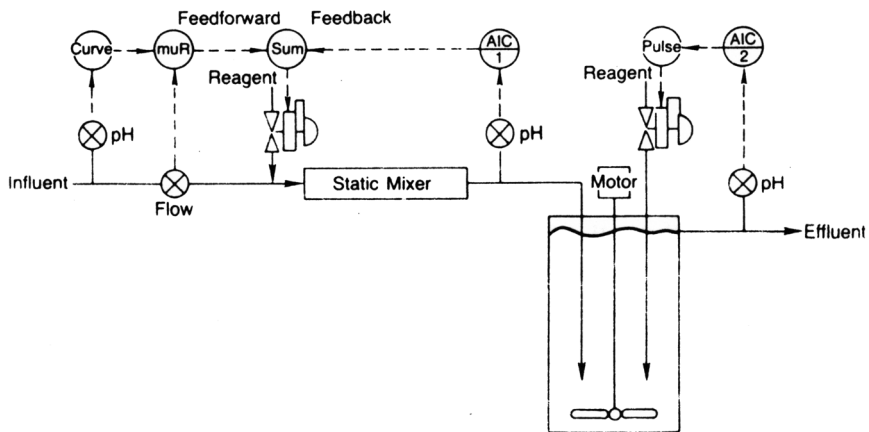 Feedforward Feedback
Curve muR Sum AIC 1 Pulse AIC 2
Reagent Reagent
pH pH
Influent Static Mixer Motor pH
Flow
Effluent